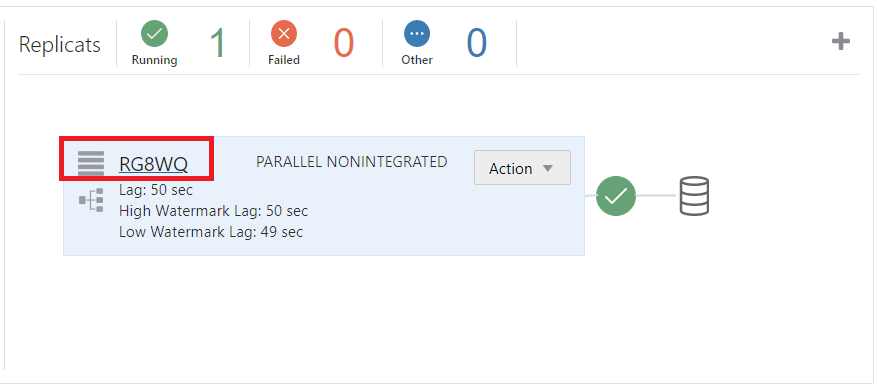 Replicats
Running
1
Failed
0
Other
0
RG8WQ
PARALLEL NONINTEGRATED
Action
Lag: 50 sec
High Watermark Lag: 50 sec
Low Watermark Lag: 49 sec